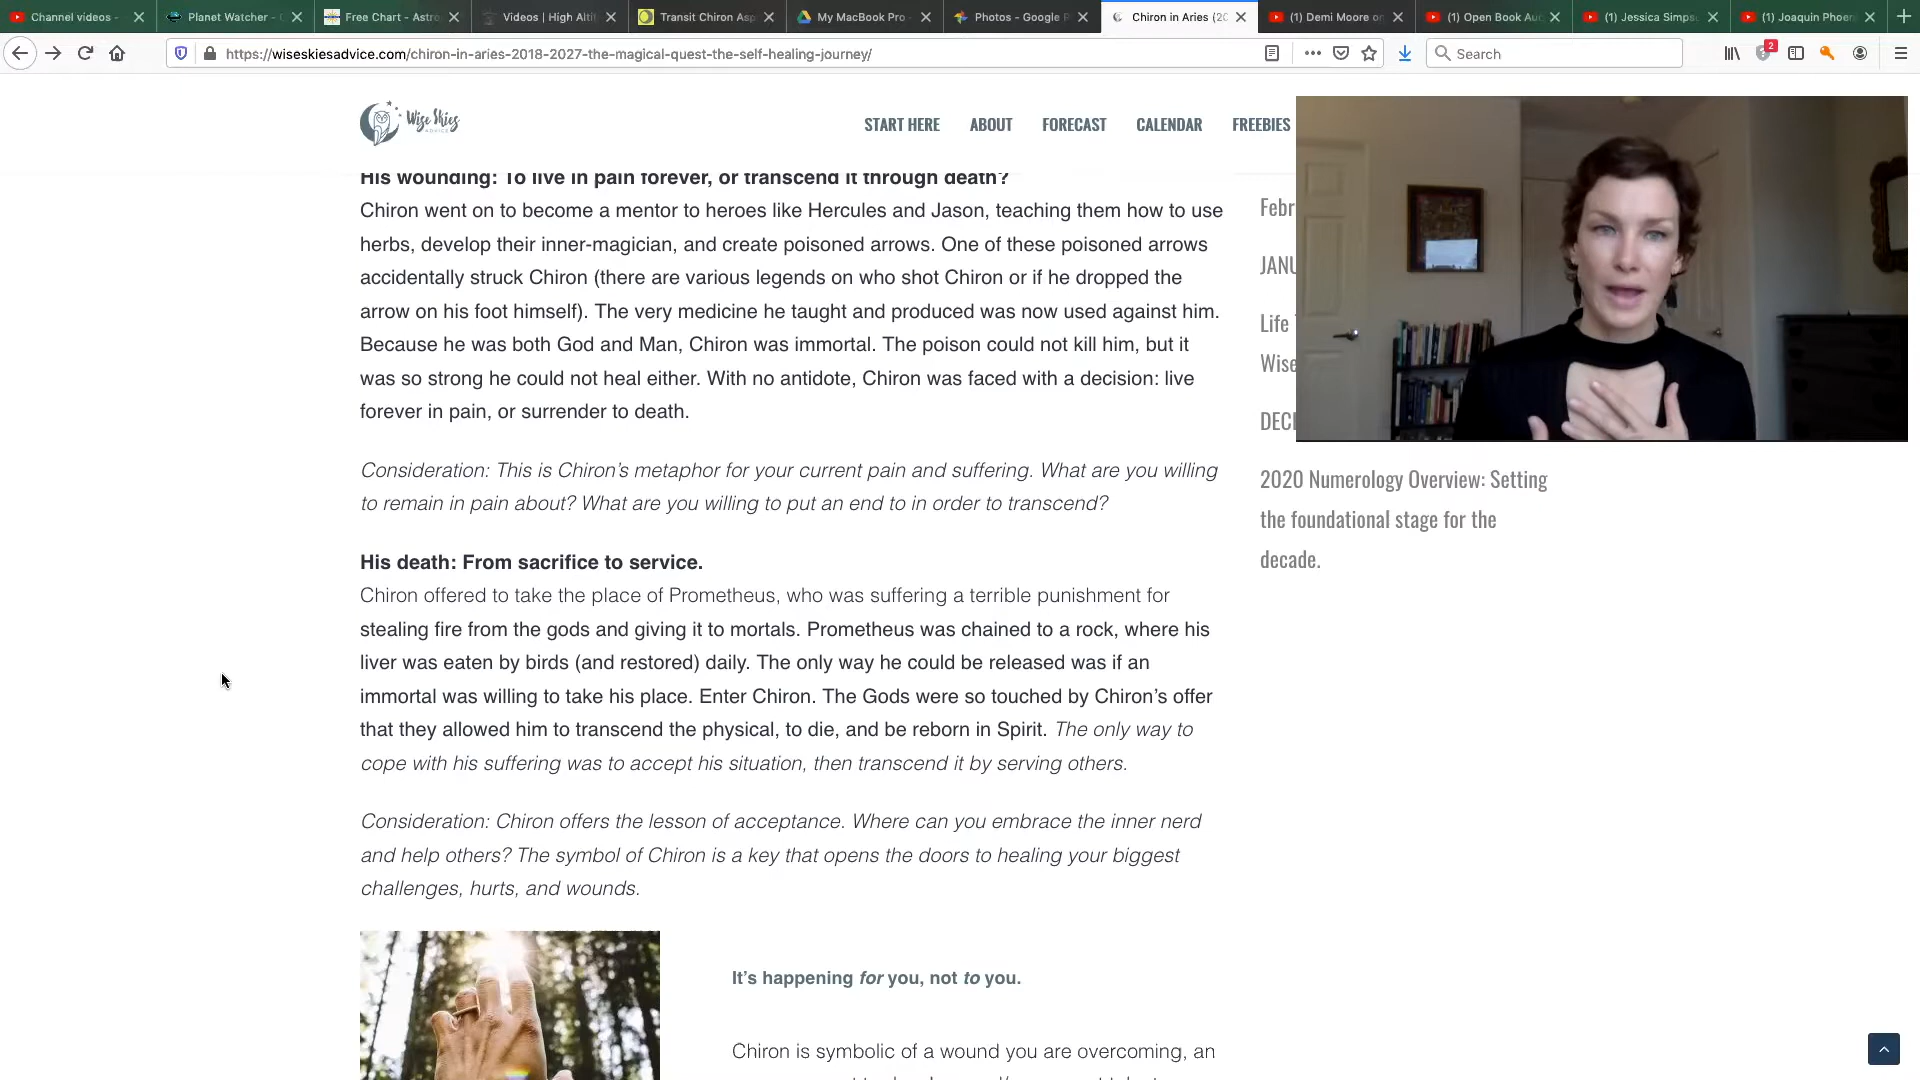 Channel videos -
Planet Watcher - C
Free Chart - Astro
Videos | High Alti
Transit Chiron Asp
My MacBook Pro -
Photos - Google P
Chiron in Aries (20
(1) Demi Moore on
(1) Open Book Au
(1) Jessica Simps
(1) Joaquin Phoen
https://wiseskiesadvice.com/chiron-in-aries-2018-2027-the-magical-quest-the-self-healing-journey/
Search
2
Wise Skies
ADVICE
START HERE ABOUT FORECAST CALENDAR FREEBIES
His wounding: To live in pain forever, or transcend it through death?
Chiron went on to become a mentor to heroes like Hercules and Jason, teaching them how to use
herbs, develop their inner-magician, and create poisoned arrows. One of these poisoned arrows
accidentally struck Chiron (there are various legends on who shot Chiron or if he dropped the
arrow on his foot himself). The very medicine he taught and produced was now used against him.
Because he was both God and Man, Chiron was immortal. The poison could not kill him, but it
was so strong he could not heal either. With no antidote, Chiron was faced with a decision: live
forever in pain, or surrender to death.
Consideration: This is Chiron's metaphor for your current pain and suffering. What are you willing
to remain in pain about? What are you willing to put an end to in order to transcend?
His death: From sacrifice to service.
Chiron offered to take the place of Prometheus, who was suffering a terrible punishment for
stealing fire from the gods and giving it to mortals. Prometheus was chained to a rock, where his
liver was eaten by birds (and restored) daily. The only way he could be released was if an
immortal was willing to take his place. Enter Chiron. The Gods were so touched by Chiron's offer
that they allowed him to transcend the physical, to die, and be reborn in Spirit. The only way to
cope with his suffering was to accept his situation, then transcend it by serving others.
Consideration: Chiron offers the lesson of acceptance. Where can you embrace the inner nerd
and help others? The symbol of Chiron is a key that opens the doors to healing your biggest
challenges, hurts, and wounds.
It's happening for you, not to you.
Chiron is symbolic of a wound you are overcoming, an
Febr
JANU
Life
Wise
DECE
2020 Numerology Overview: Setting
the foundational stage for the
decade.